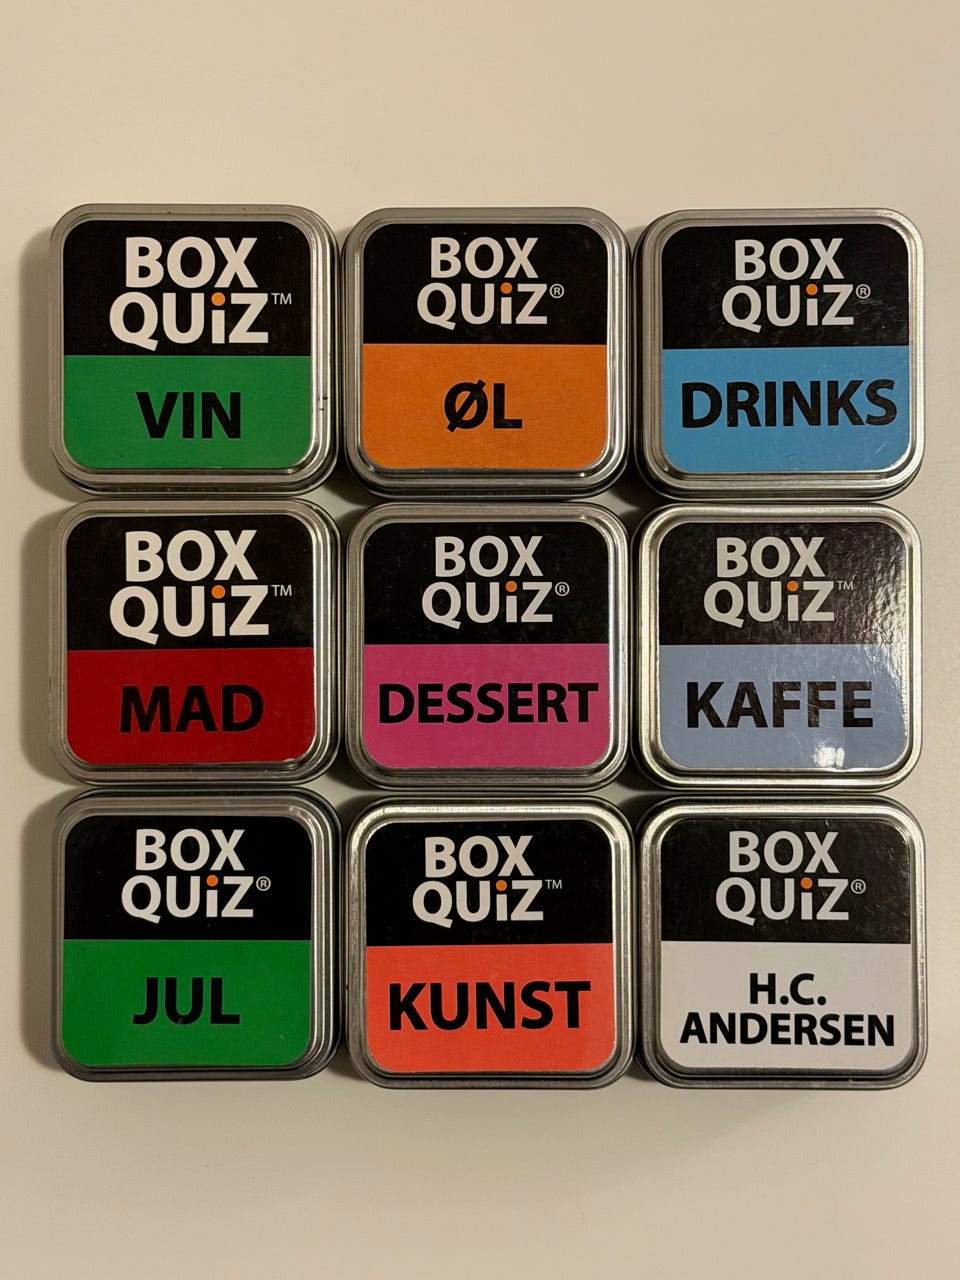 BOX
QUiZ™
VIN
BOX
QUiZ®
ØL
BOX
QUiZ®
DRINKS
BOX
QUiZ™
MAD
BOX
QUiZ®
DESSERT
BOX
QUiZ™
KAFFE
BOX
QUiZ®
JUL
BOX
QUiZ™
KUNST
BOX
QUiZ®
H.C.
ANDERSEN